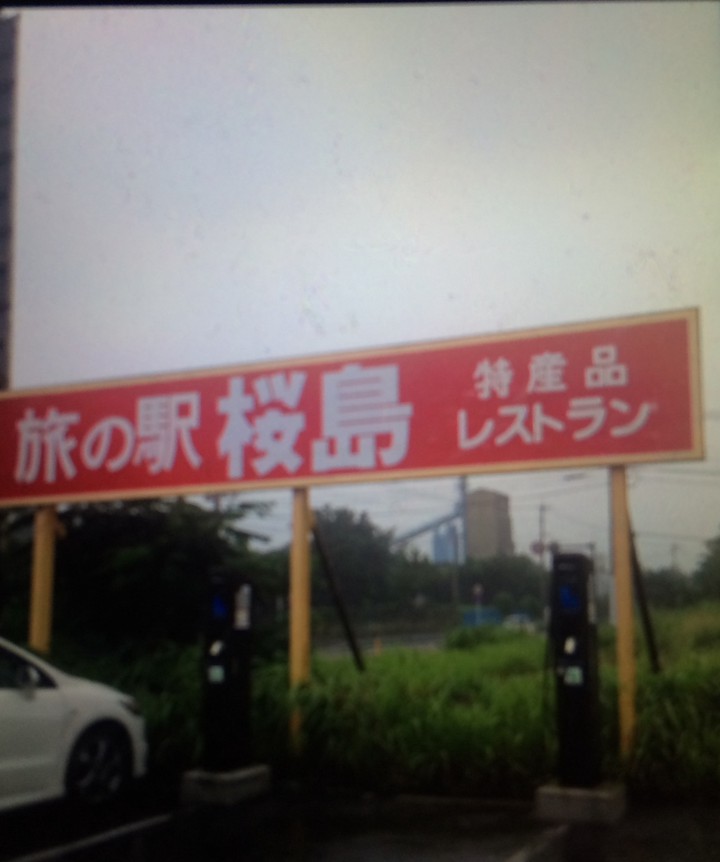 旅の駅 桜島
特産品
レストラン